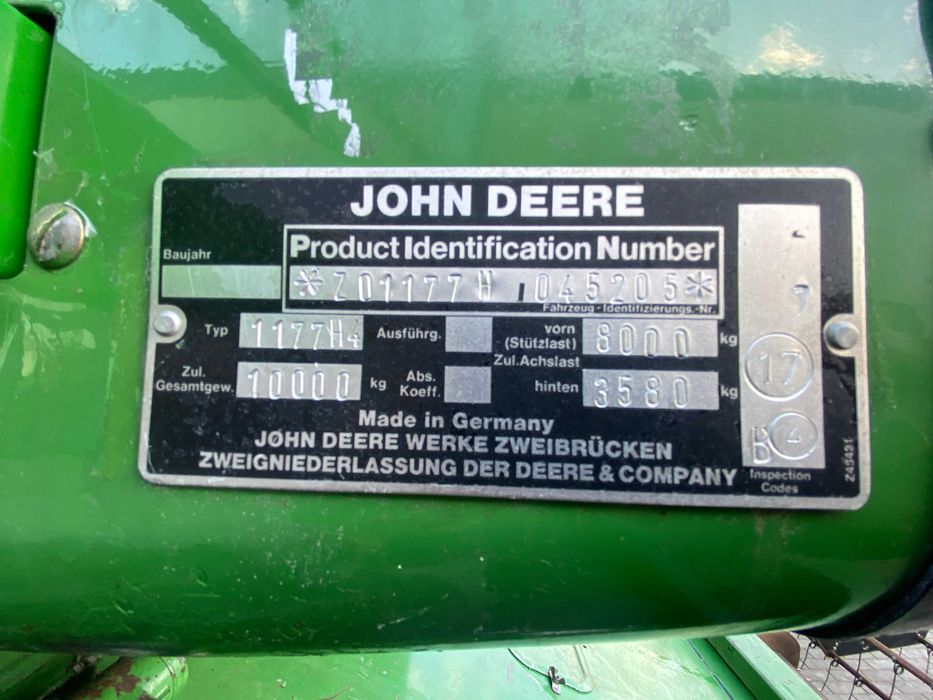 JOHN DEERE
Baujahr
Product Identification Number
*Z01177H 045205*
Fahrzeug - Identifizierungs.-Nr.
Typ 1177H4 Ausführg. vorn (Stützlast) 8000 kg
Zul. Gesamtgew. 10000 kg Abs. Koeff. Zul.Achslast hinten 3580 kg
Made in Germany
JOHN DEERE WERKE ZWEIBRÜCKEN
ZWEIGNIEDERLASSUNG DER DEERE & COMPANY
17
B 4
Inspection
Codes